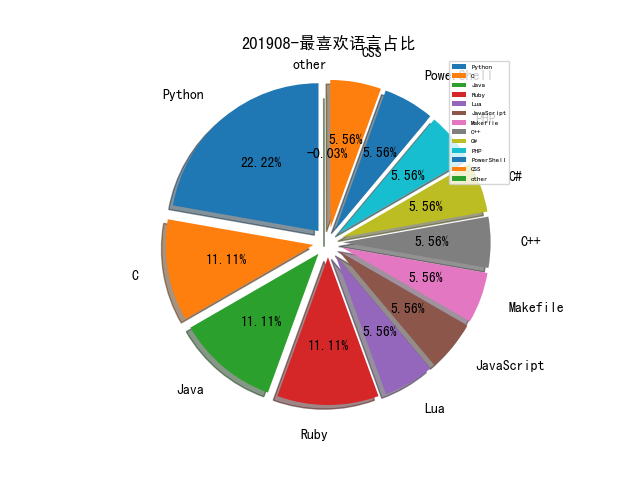 201908-最喜欢语言占比
CSS
other
PowerShell
Python
PHP
C#
C++
C
Makefile
JavaScript
Java
Lua
Ruby
5.56%
-0.03%
5.56%
22.22%
5.56%
5.56%
5.56%
11.11%
5.56%
5.56%
11.11%
5.56%
11.11%
Python
C
Java
Ruby
Lua
JavaScript
Makefile
C++
C#
PHP
PowerShell
CSS
other